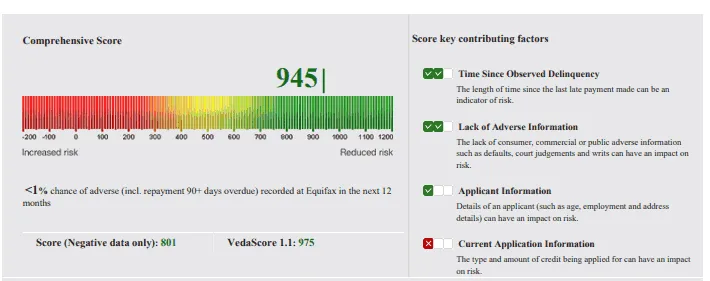 Comprehensive Score
945|
-200 -100 0 100 200 300 400 500 600 700 800 900 1000 1100 1200
Increased risk Reduced risk
<1% chance of adverse (incl. repayment 90+ days overdue) recorded at Equifax in the next 12
months
Score (Negative data only): 801 VedaScore 1.1: 975
Score key contributing factors
Time Since Observed Delinquency
The length of time since the last late payment made can be an
indicator of risk.
Lack of Adverse Information
The lack of consumer, commercial or public adverse information
such as defaults, court judgements and writs can have an impact on
risk.
Applicant Information
Details of an applicant (such as age, employment and address
details) can have an impact on risk.
Current Application Information
The type and amount of credit being applied for can have an impact
on risk.